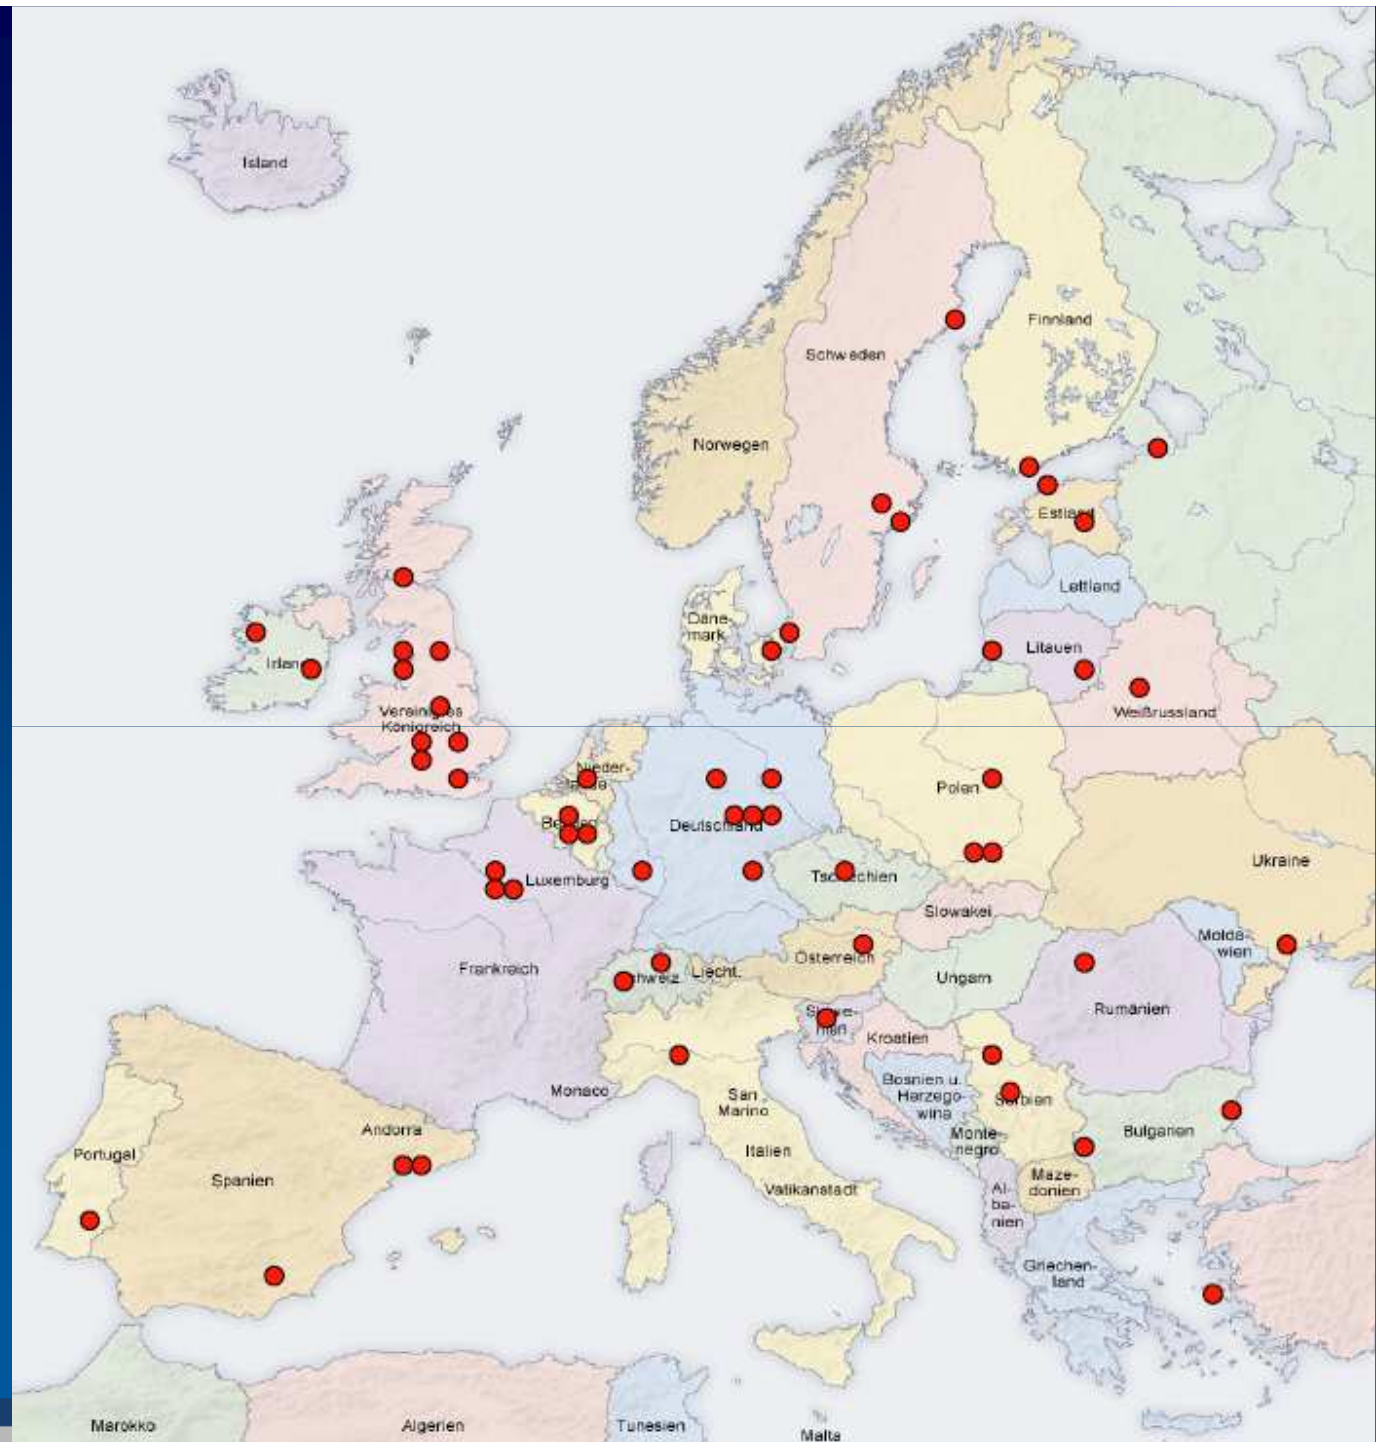 Island
Finnland
Schweden
Norwegen
Estland
Lettland
Däne-
mark
Litauen
Irland
Weißrussland
Vereinigtes
Königreich
Nieder-
lande
Polen
Belgien
Deutschland
Ukraine
Tschechien
Luxemburg
Slowakei
Molda-
wien
Österreich
Frankreich
Schweiz
Liecht.
Ungarn
Rumänien
Slowe-
nien
Kroatien
Bosnien u.
Herzego-
wina
Monaco
San
Marino
Serbien
Andorra
Bulgarien
Monte-
negro
Portugal
Italien
Spanien
Maze-
donien
Vatikanstadt
Al-
ba-
nien
Griechen-
land
Marokko
Algerien
Tunesien
Malta